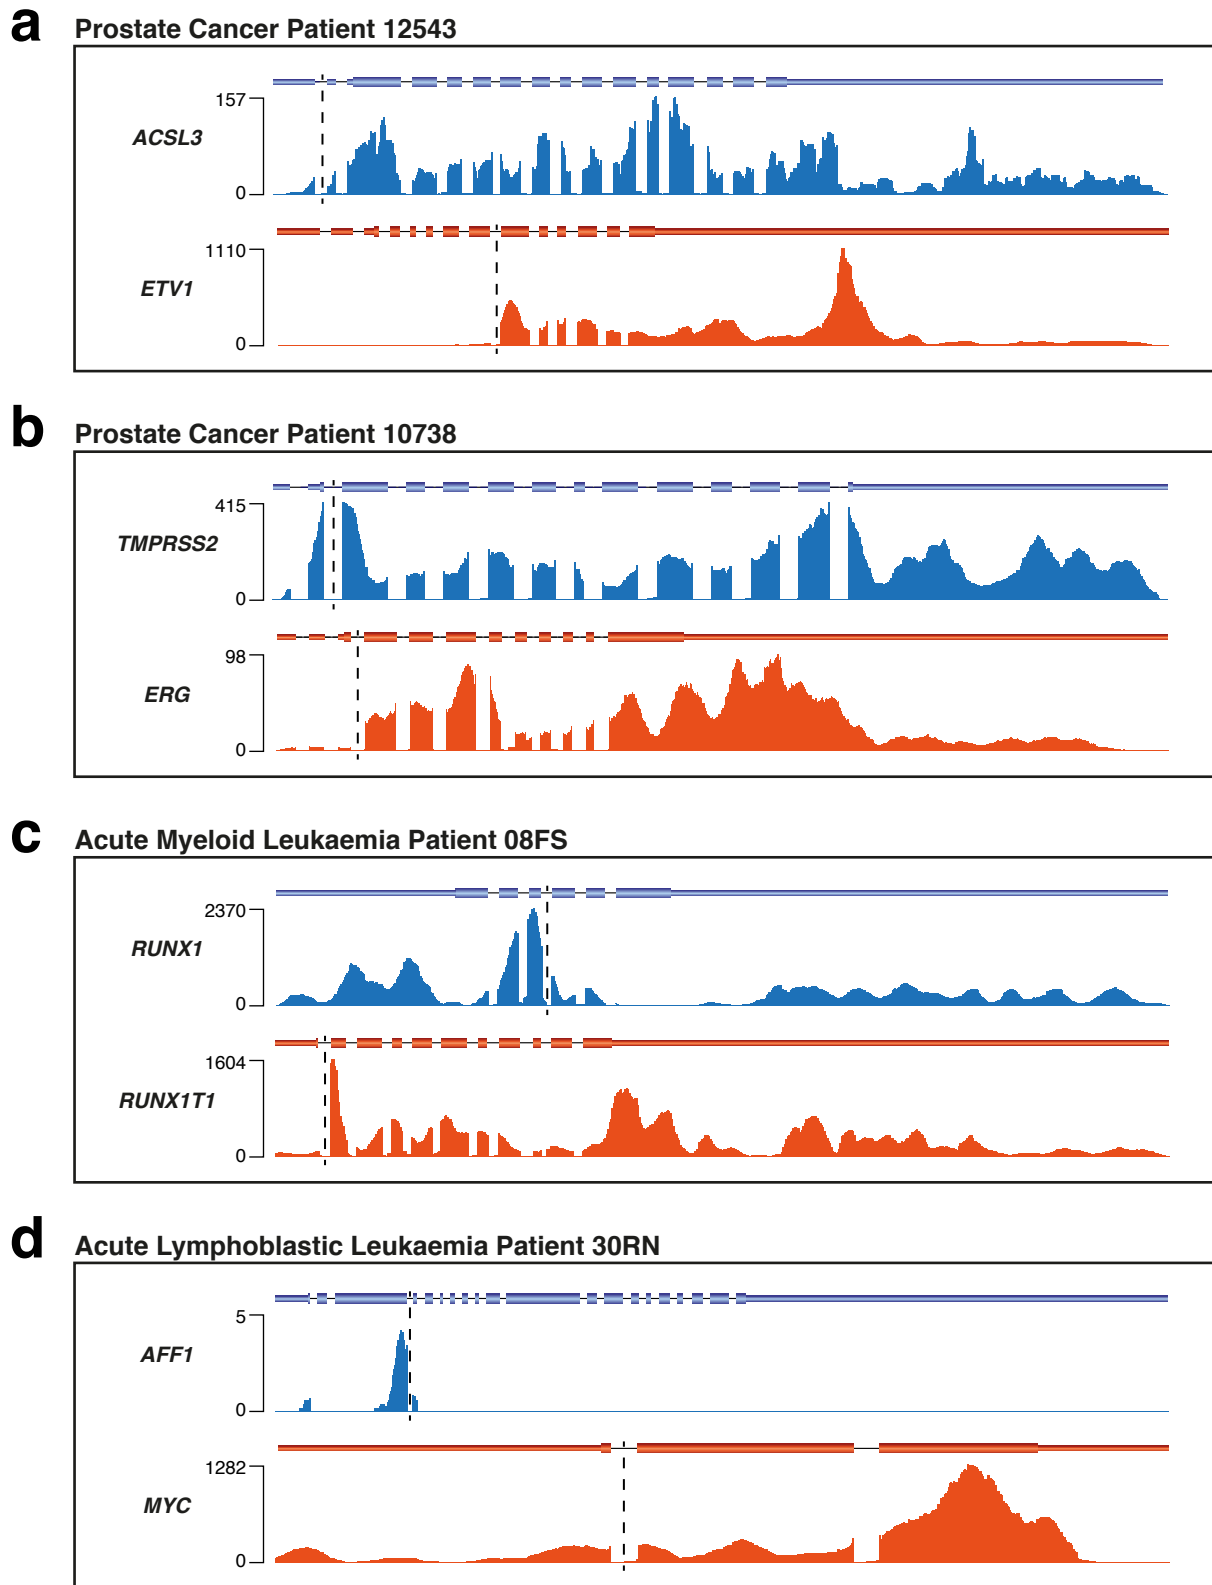 a Prostate Cancer Patient 12543
157
ACSL3
0
1110
ETV1
0
b Prostate Cancer Patient 10738
415
TMPRSS2
0
98
ERG
0
c Acute Myeloid Leukaemia Patient 08FS
2370
RUNX1
0
1604
RUNX1T1
0
d Acute Lymphoblastic Leukaemia Patient 30RN
5
AFF1
0
1282
MYC
0